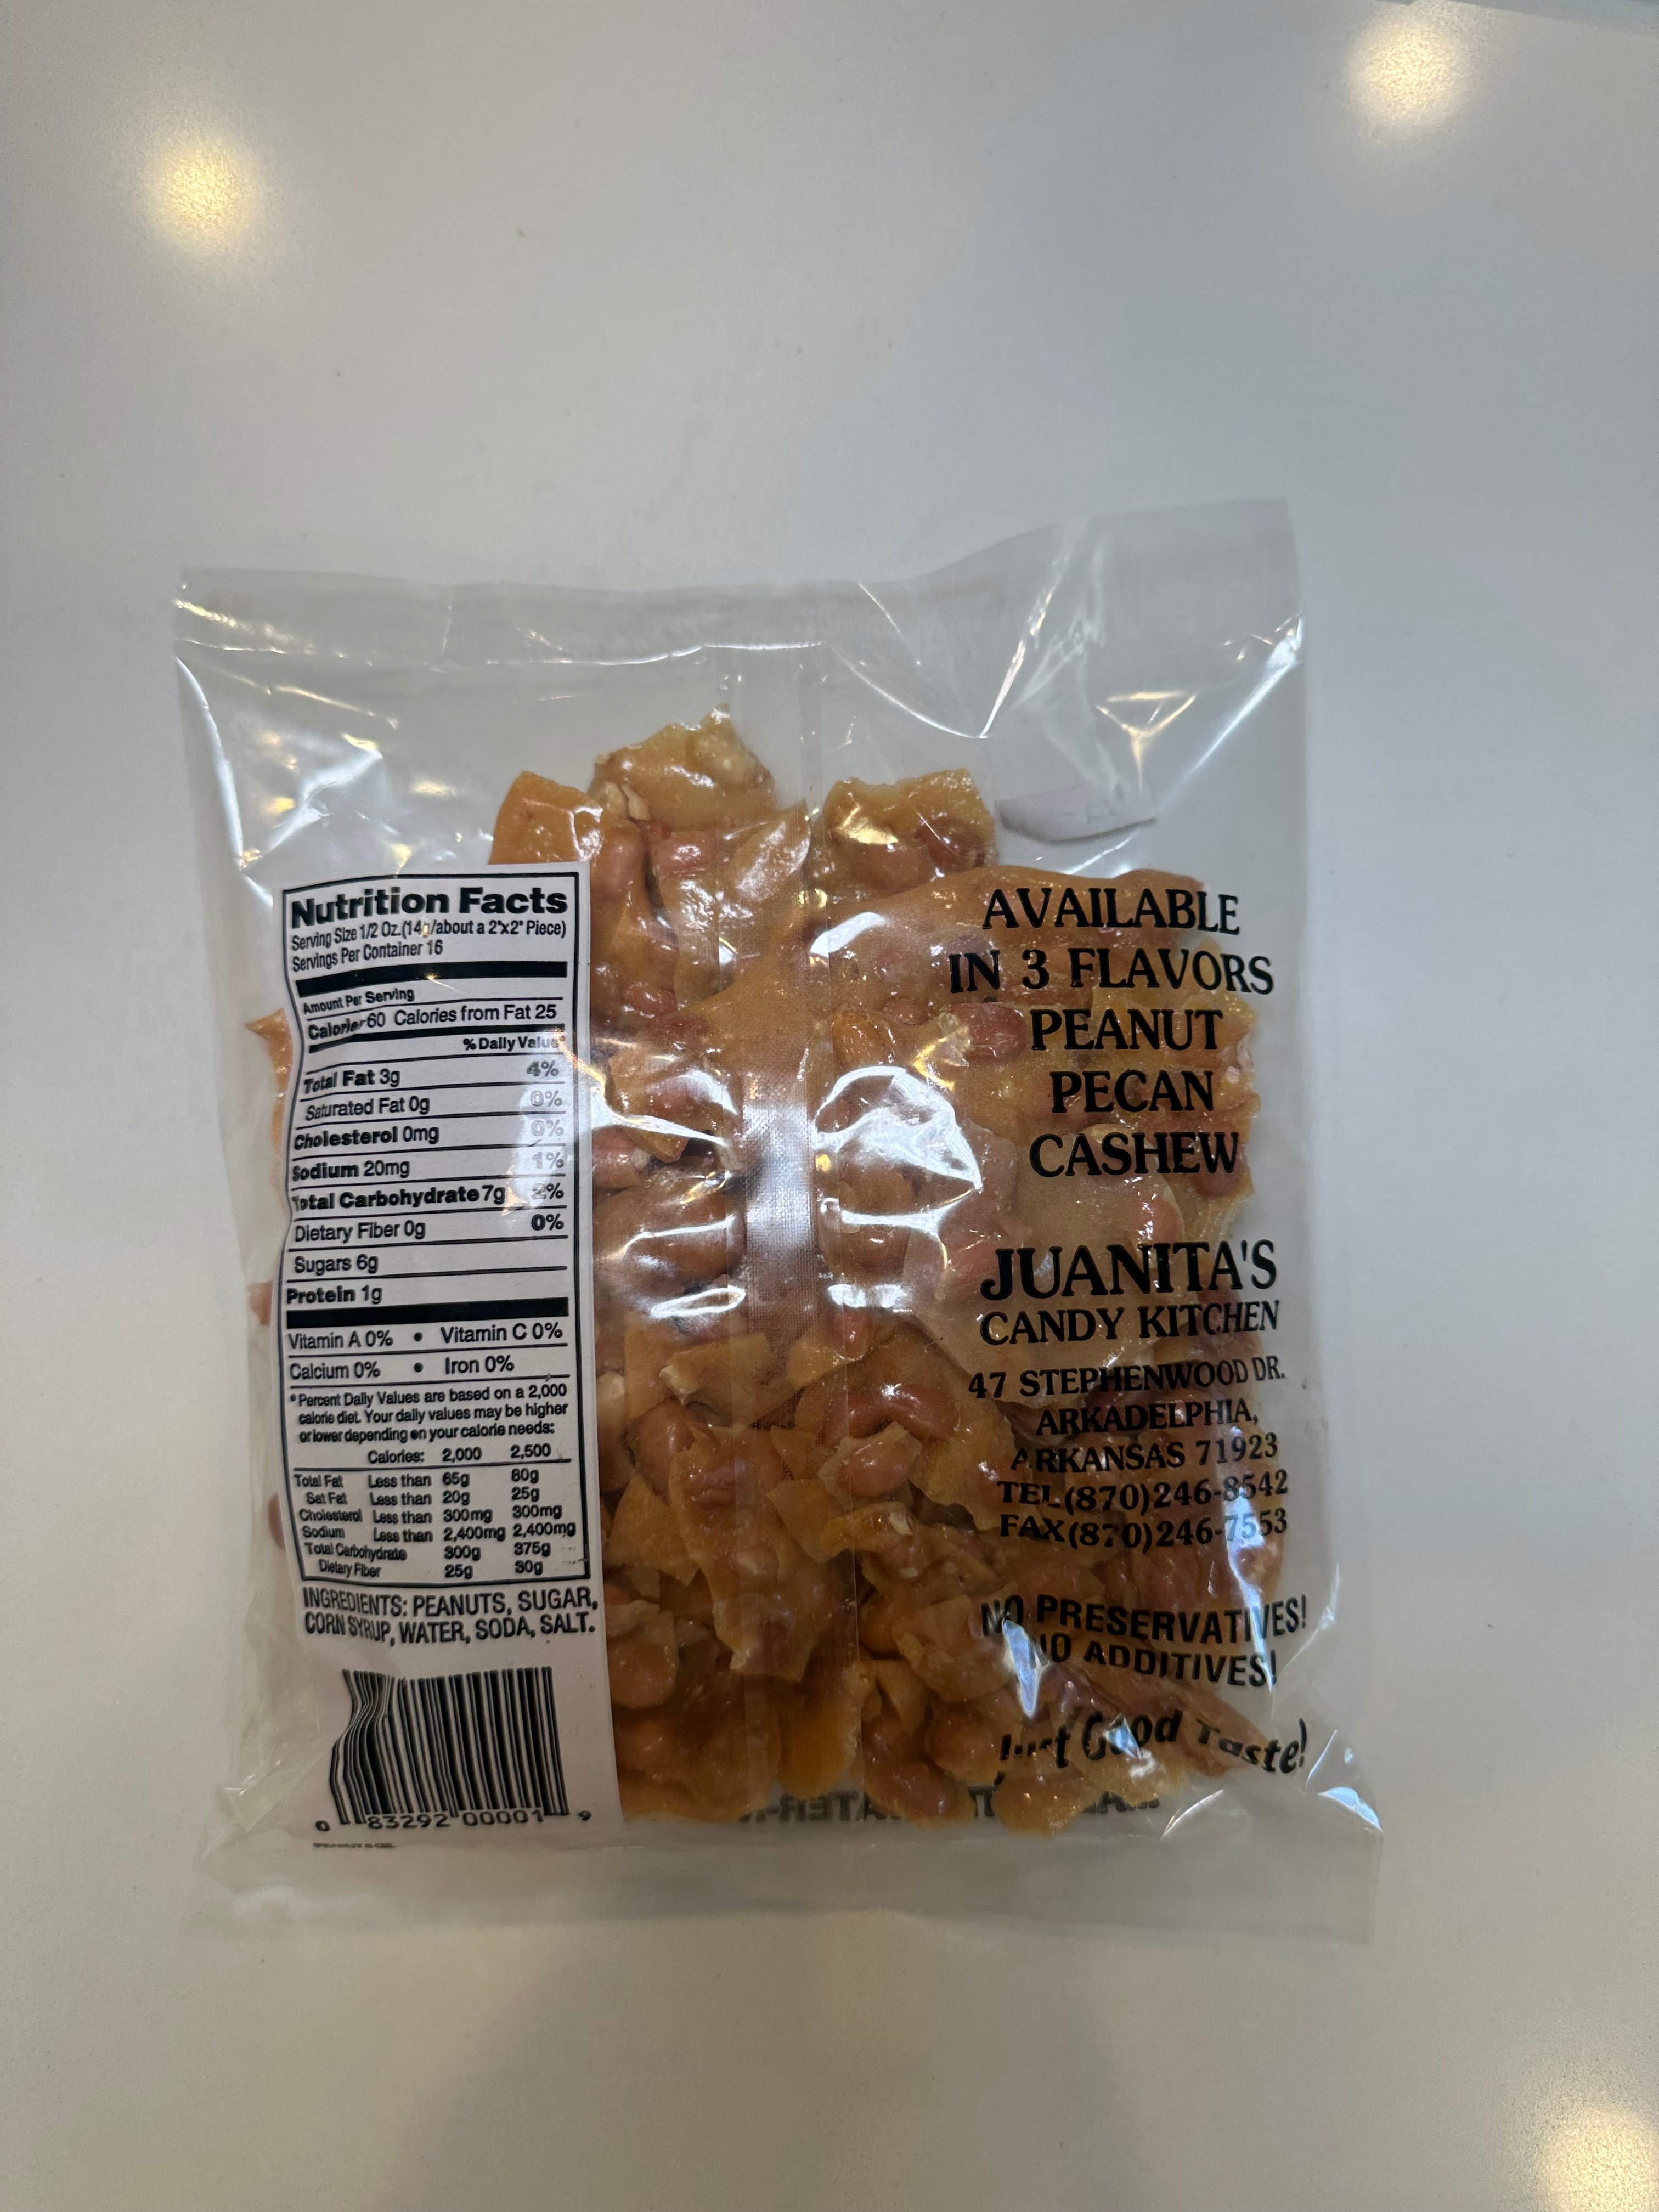 Nutrition Facts
Serving Size 1/2 Oz.(14g/about a 2"x2" Piece)
Servings Per Container 16
Amount Per Serving
Calories 60 Calories from Fat 25
% Daily Value*
Total Fat 3g 4%
Saturated Fat 0g 0%
Cholesterol 0mg 0%
Sodium 20mg 1%
Total Carbohydrate 7g 2%
Dietary Fiber 0g 0%
Sugars 6g
Protein 1g
Vitamin A 0% • Vitamin C 0%
Calcium 0% • Iron 0%
*Percent Daily Values are based on a 2,000
calorie diet. Your daily values may be higher
or lower depending on your calorie needs:
Calories: 2,000 2,500
Total Fat Less than 65g 80g
Sat Fat Less than 20g 25g
Cholesterol Less than 300mg 300mg
Sodium Less than 2,400mg 2,400mg
Total Carbohydrate 300g 375g
Dietary Fiber 25g 30g
INGREDIENTS: PEANUTS, SUGAR,
CORN SYRUP, WATER, SODA, SALT.
0 83292 00001 9
AVAILABLE
IN 3 FLAVORS
PEANUT
PECAN
CASHEW
JUANITA'S
CANDY KITCHEN
47 STEPHENWOOD DR.
ARKADELPHIA,
ARKANSAS 71923
TEL(870)246-8542
FAX(870)246-7553
NO PRESERVATIVES!
NO ADDITIVES!
Just Good Taste!